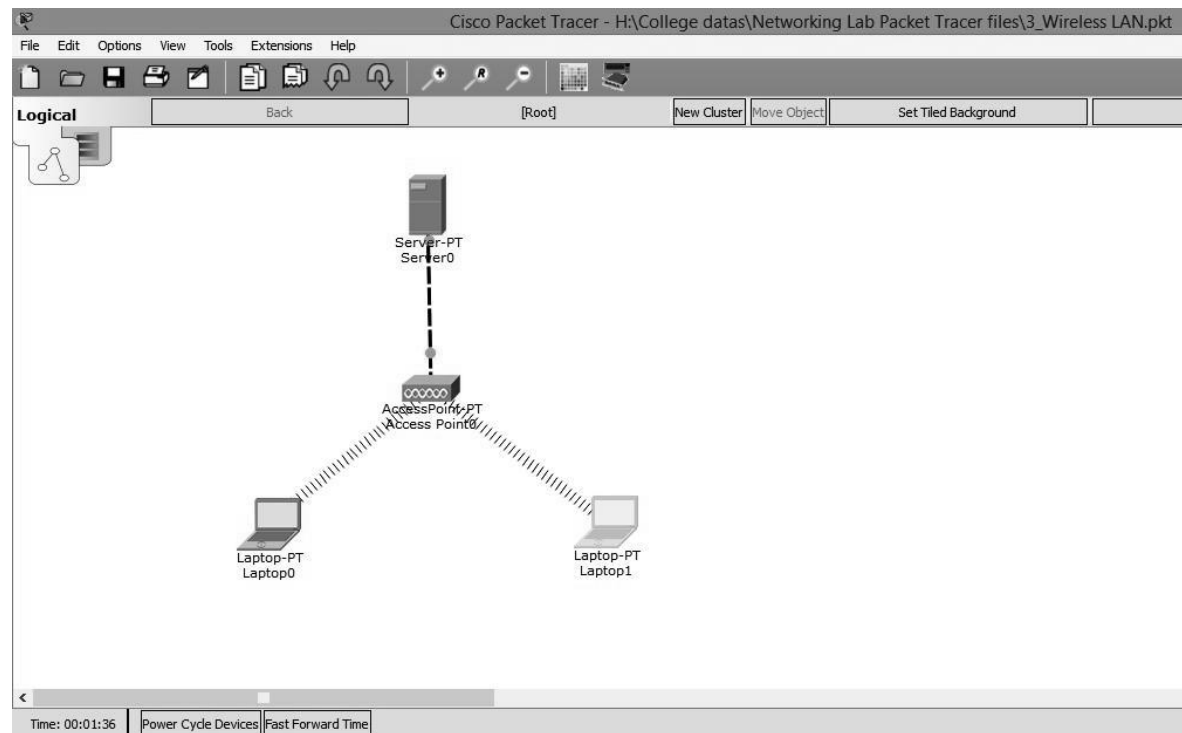 Cisco Packet Tracer - H:\College datas\Networking Lab Packet Tracer files\3_Wireless LAN.pkt
File Edit Options View Tools Extensions Help
R
Logical Back [Root] New Cluster Move Object Set Tiled Background
Server-PT
Server0
AccessPoint-PT
Access Point0
Laptop-PT
Laptop0
Laptop-PT
Laptop1
Time: 00:01:36 Power Cycle Devices Fast Forward Time